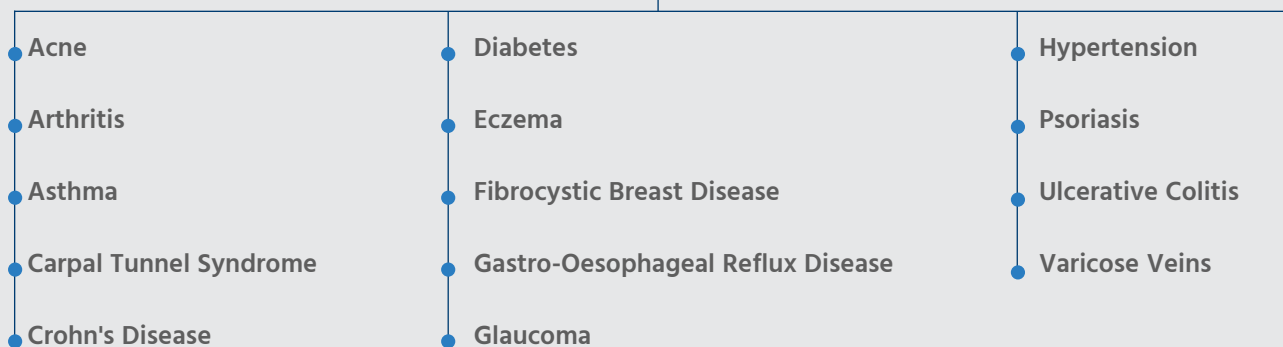 Acne
Arthritis
Asthma
Carpal Tunnel Syndrome
Crohn's Disease
Diabetes
Eczema
Fibrocystic Breast Disease
Gastro-Oesophageal Reflux Disease
Glaucoma
Hypertension
Psoriasis
Ulcerative Colitis
Varicose Veins